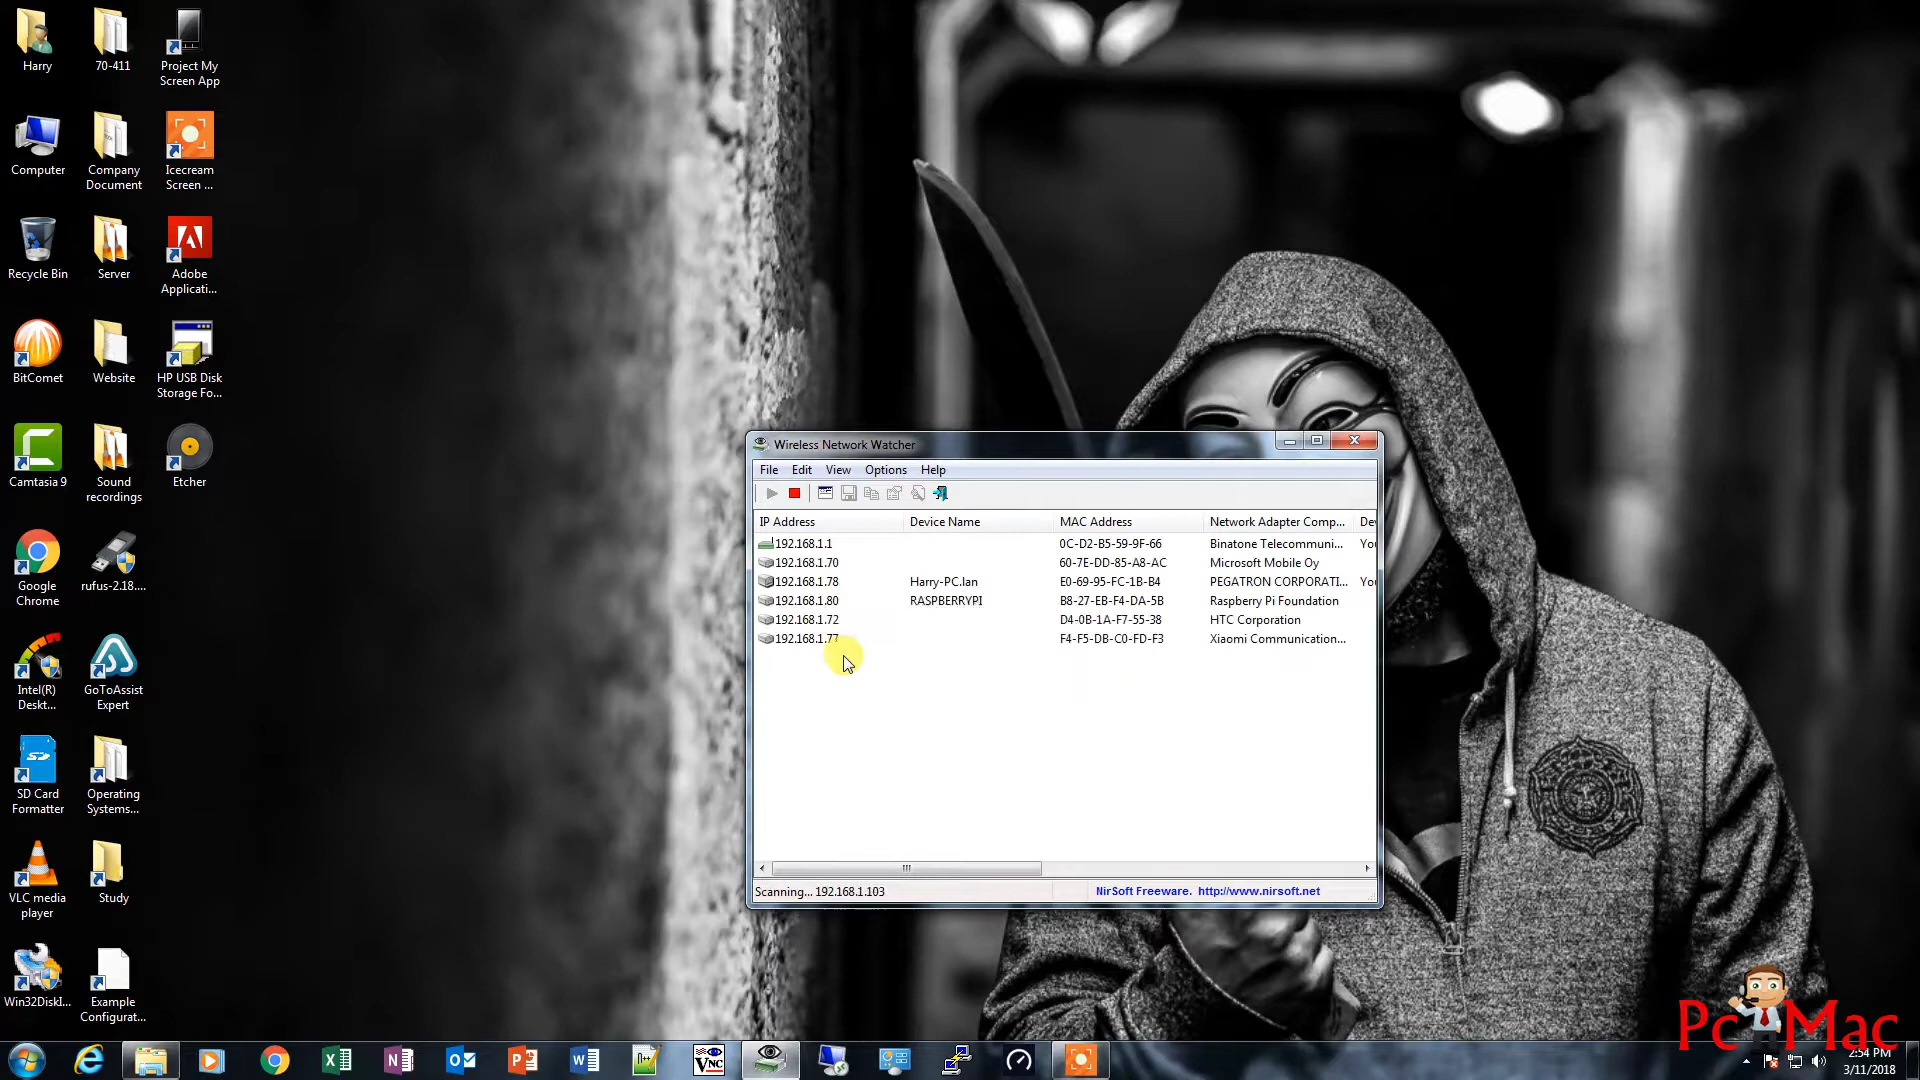 Harry
70-411
Project My
Screen App
Computer
Company
Document
Icecream
Screen ...
Recycle Bin
Server
Adobe
Applicati...
BitComet
Website
HP USB Disk
Storage Fo...
Camtasia 9
Sound
recordings
Etcher
Google
Chrome
rufus-2.18....
Intel(R)
Deskt...
GoToAssist
Expert
SD Card
Formatter
Operating
Systems...
VLC media
player
Study
Win32DiskI...
Example
Configurat...
Wireless Network Watcher
File Edit View Options Help
IP Address Device Name MAC Address Network Adapter Comp... Dev
192.168.1.1 0C-D2-B5-59-9F-66 Binatone Telecommuni... You
192.168.1.70 60-7E-DD-85-A8-AC Microsoft Mobile Oy
192.168.1.78 Harry-PC.lan E0-69-95-FC-1B-B4 PEGATRON CORPORATI... You
192.168.1.80 RASPBERRYPI B8-27-EB-F4-DA-5B Raspberry Pi Foundation
192.168.1.72 D4-0B-1A-F7-55-38 HTC Corporation
192.168.1.77 F4-F5-DB-C0-FD-F3 Xiaomi Communication...
Scanning... 192.168.1.103 NirSoft Freeware. http://www.nirsoft.net
Pc Mac
VNC
2:54 PM
3/11/2018